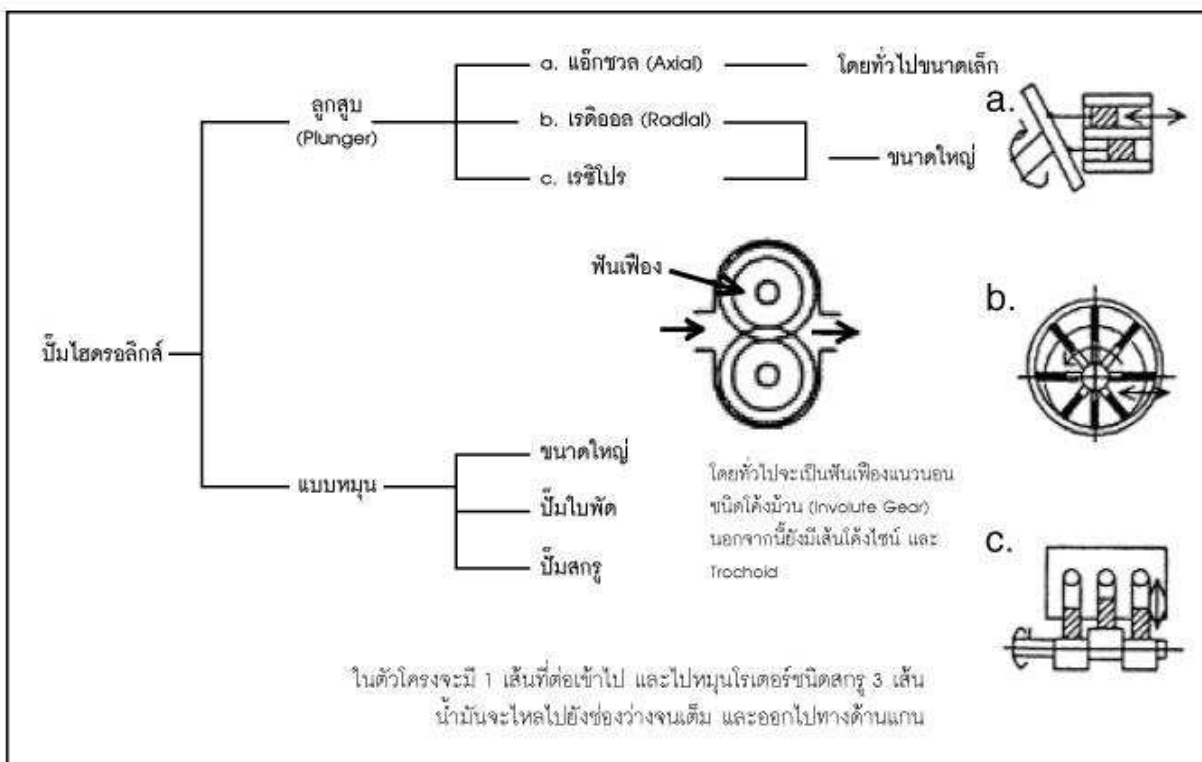 a. แอ๊กชวล (Axial)
โดยทั่วไปขนาดเล็ก
ลูกสูบ
(Plunger)
b. เรดิออล (Radial)
c. เรซิโปร
ขนาดใหญ่
a.
ฟันเฟือง
b.
ปั๊มไฮดรอลิกส์
แบบหมุน
ขนาดใหญ่
ปั๊มใบพัด
ปั๊มสกรู
โดยทั่วไปจะเป็นฟันเฟืองแนวนอน
ชนิดโค้งม้วน (Involute Gear)
นอกจากนี้ยังมีเส้นโค้งไซน์ และ
Trochoid
c.
ในตัวโครงจะมี 1 เส้นที่ต่อเข้าไป และไปหมุนโรเตอร์ชนิดสกรู 3 เส้น
น้ำมันจะไหลไปยังช่องว่างจนเต็ม และออกไปทางด้านแกน